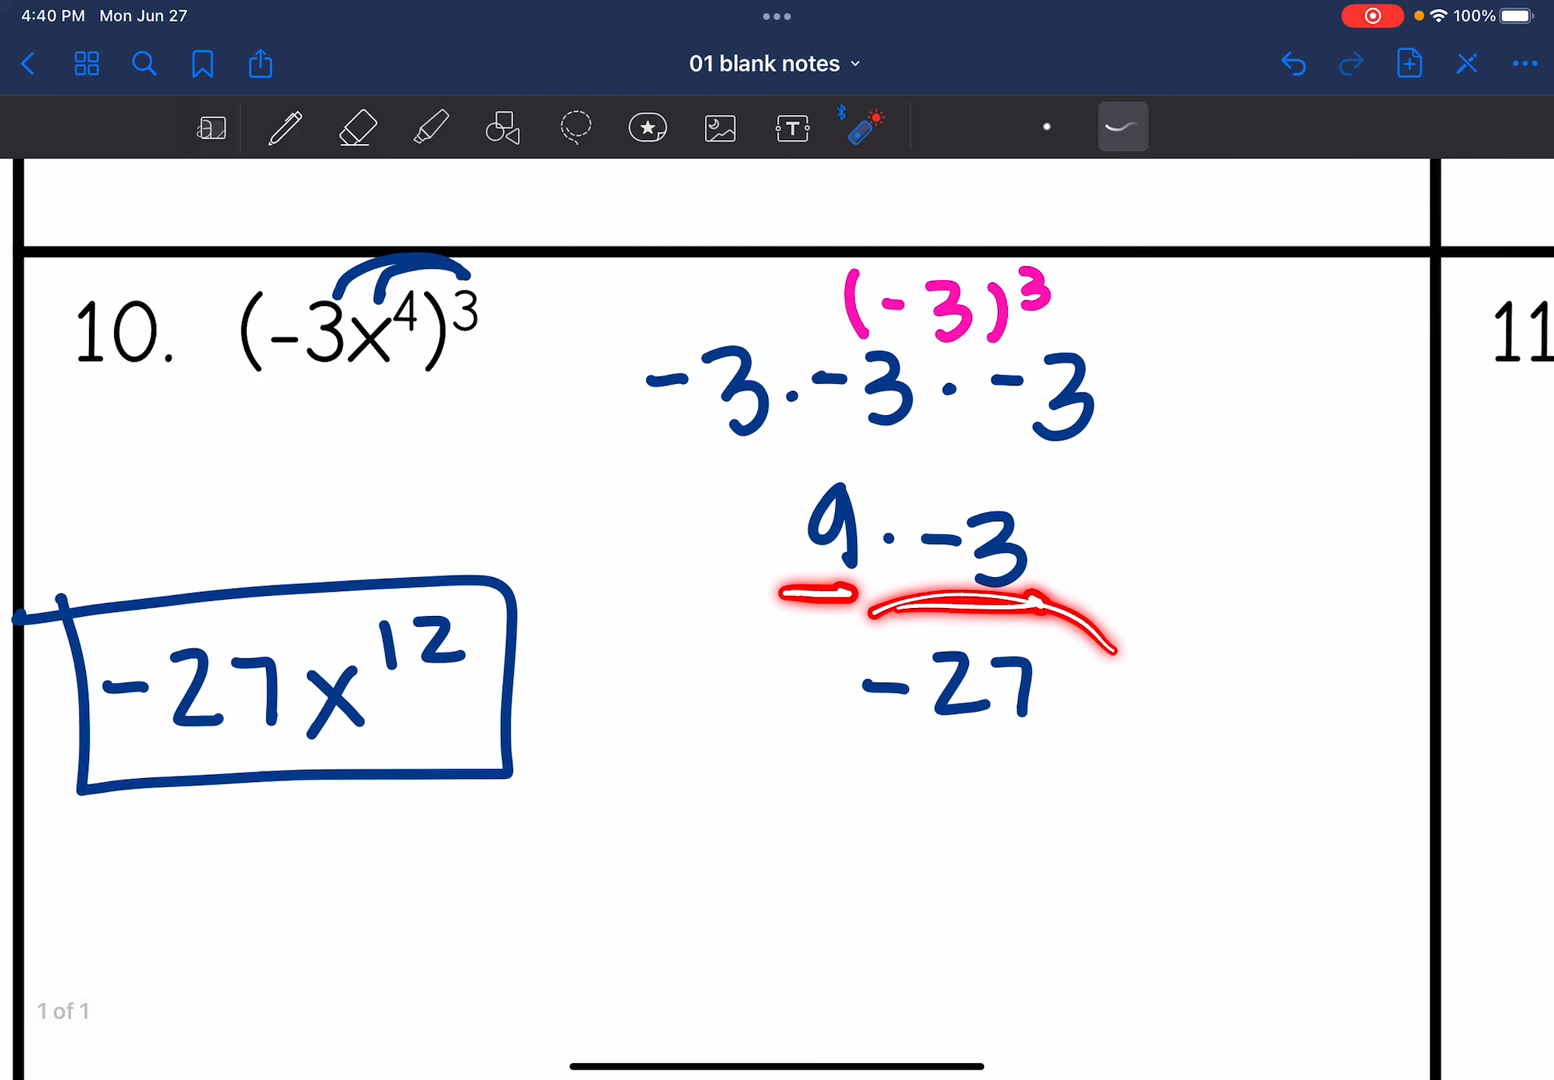 4:40 PM Mon Jun 27
100%
01 blank notes
T
10. (-3x⁴)³
(-3)³
11
-3·-3·-3
9·-3
-27x¹²
-27
1 of 1